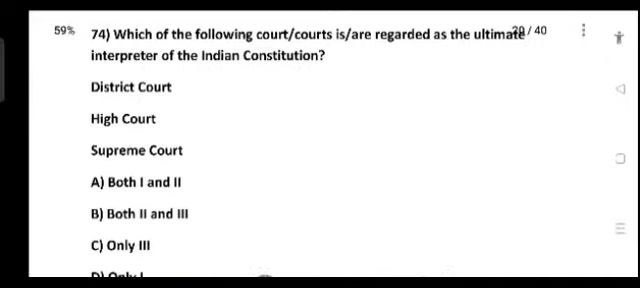 59%
74) Which of the following court/courts is/are regarded as the ultimate
29/40
interpreter of the Indian Constitution?
District Court
High Court
Supreme Court
A) Both I and II
B) Both II and III
C) Only III
D) Only I